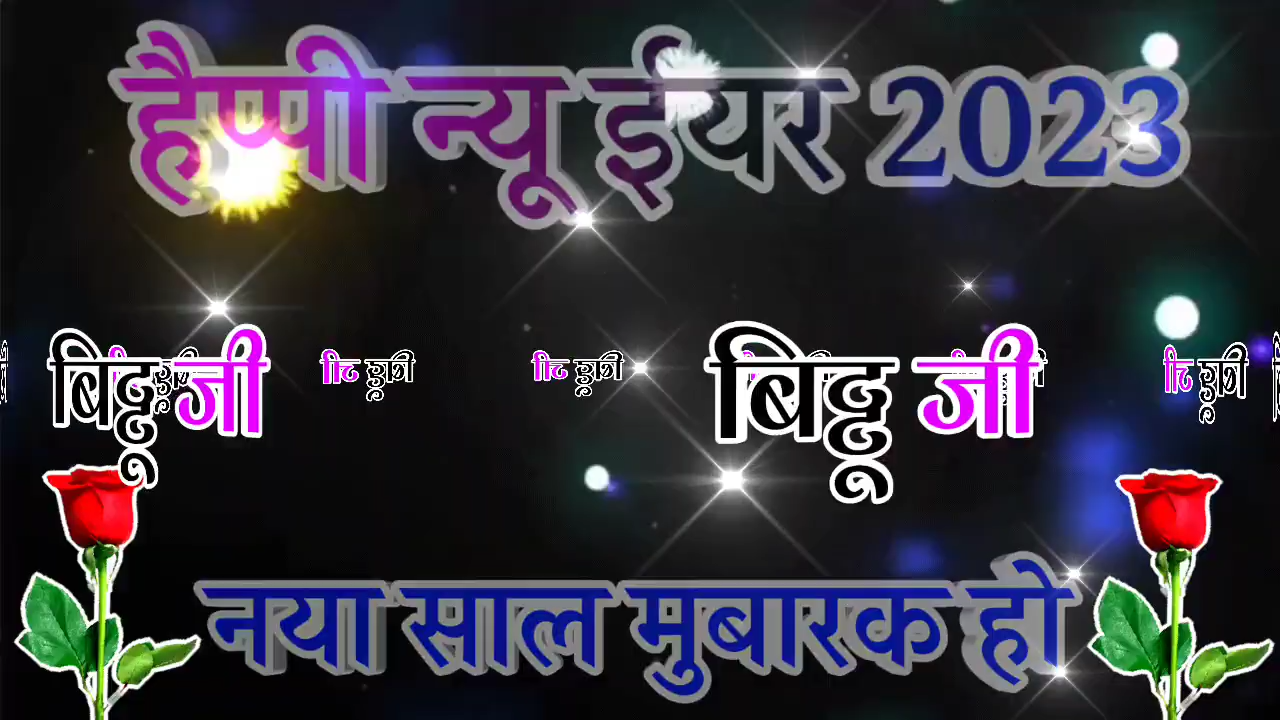 हैप्पी न्यू ईयर 2023
बिट्टू जी बिट्टू जी
नया साल मुबारक हो